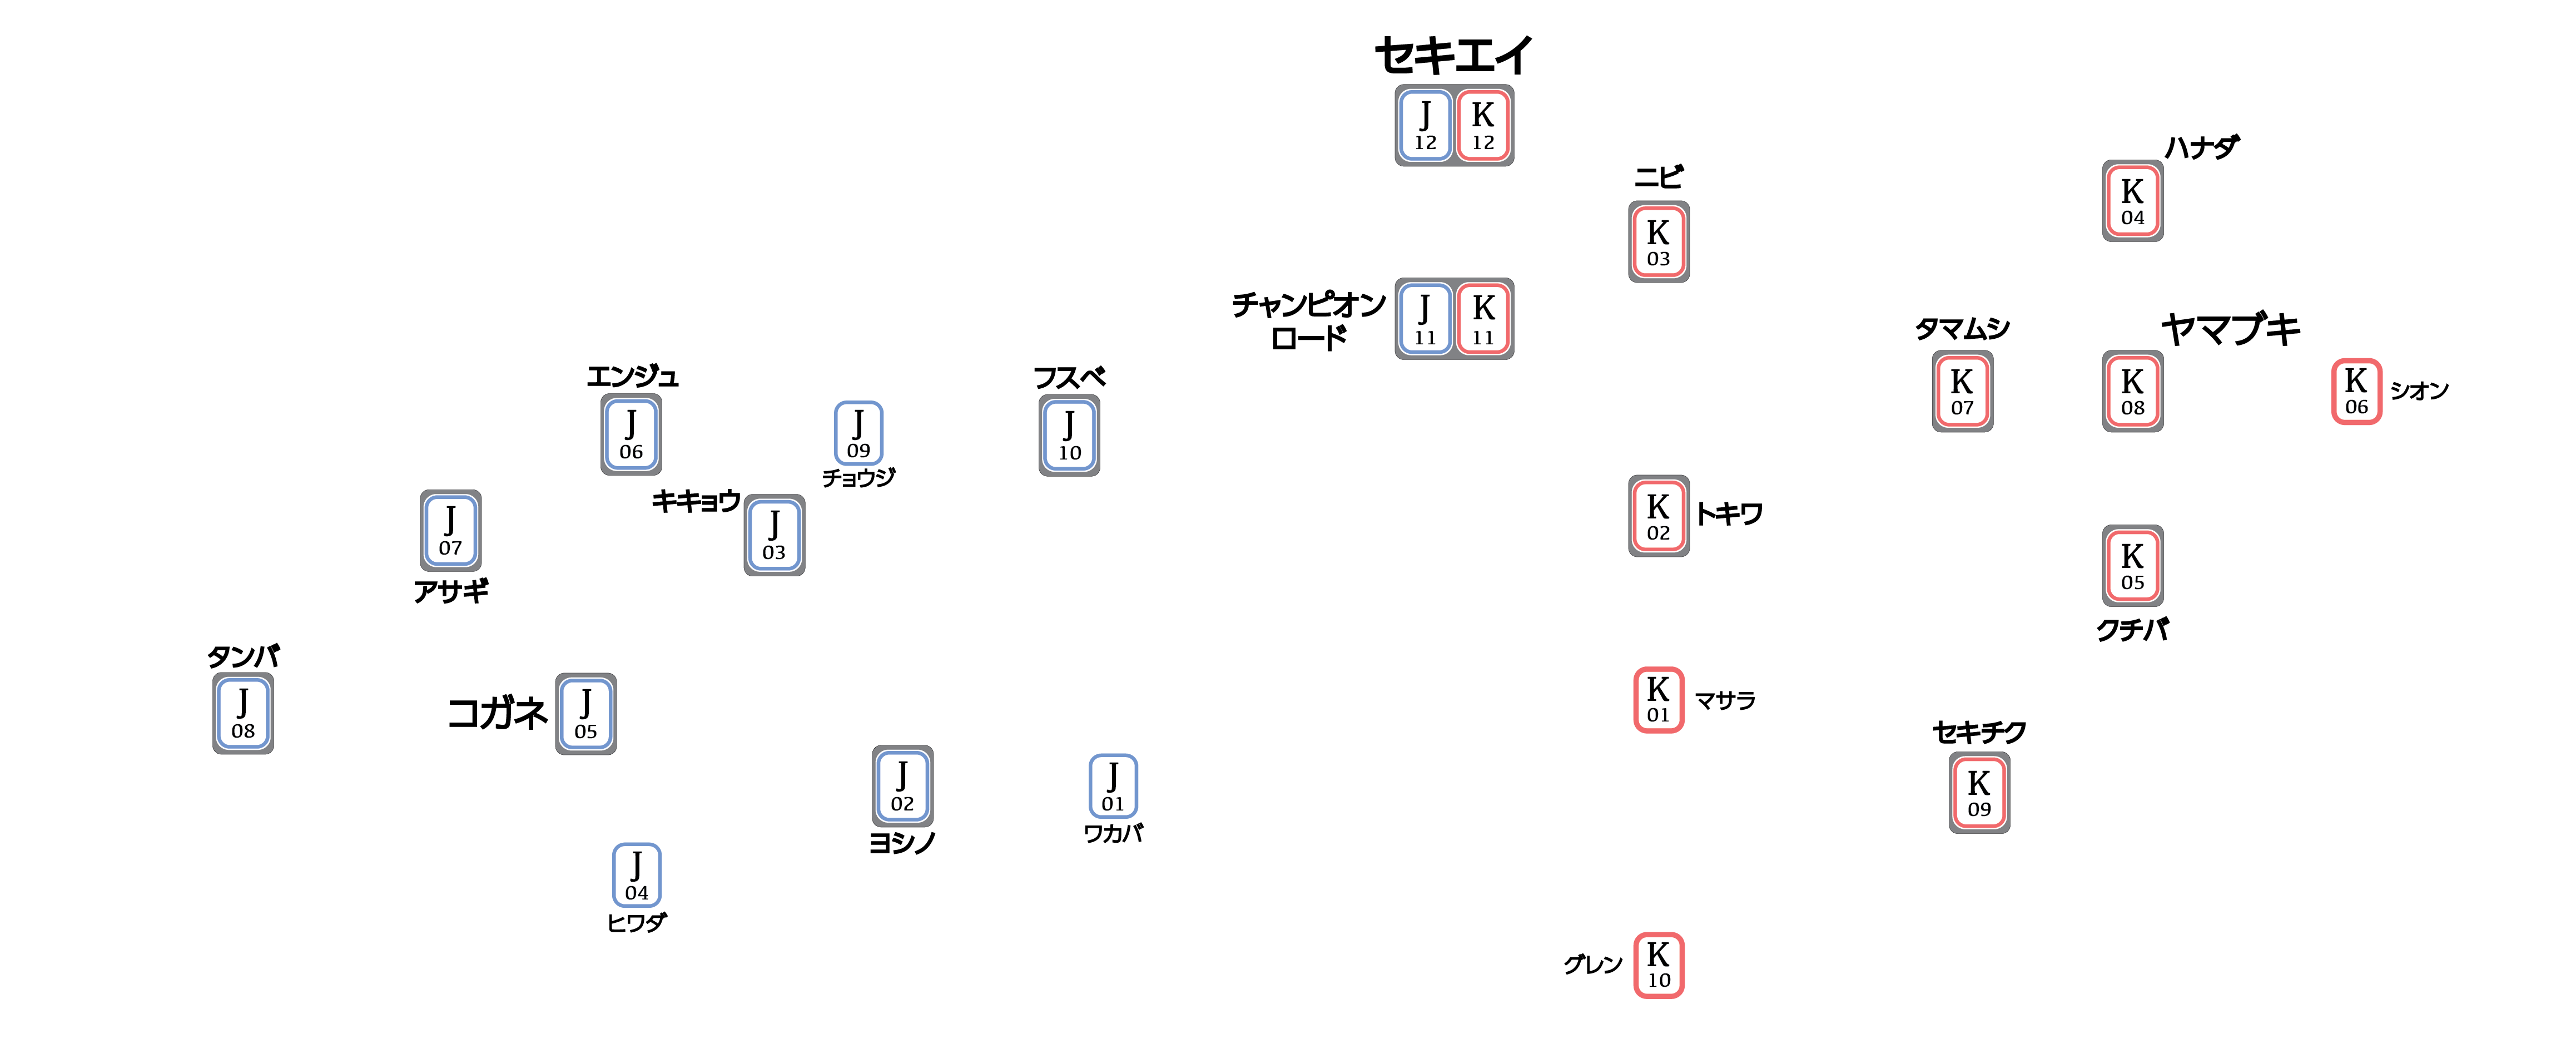 セキエイ
J
12
K
12
ハナダ
K
04
ニビ
K
03
チャンピオン
ロード
J
11
K
11
タマムシ
K
07
ヤマブキ
K
08
K
06
シオン
エンジュ
J
06
J
09
チョウジ
フスベ
J
10
キキョウ
J
03
J
07
アサギ
K
02
トキワ
K
05
クチバ
タンバ
J
08
コガネ
J
05
K
01
マサラ
セキチク
K
09
J
02
ヨシノ
J
01
ワカバ
J
04
ヒワダ
グレン
K
10